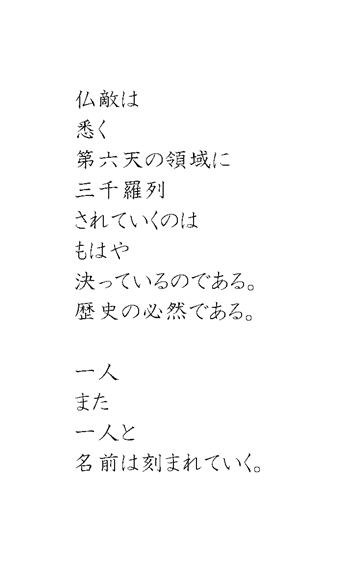 仏敵は
悉く
第六天の領域に
三千羅列
されていくのは
もはや
決っているのである。
歴史の必然である。
一人
また
一人と
名前は刻まれていく。